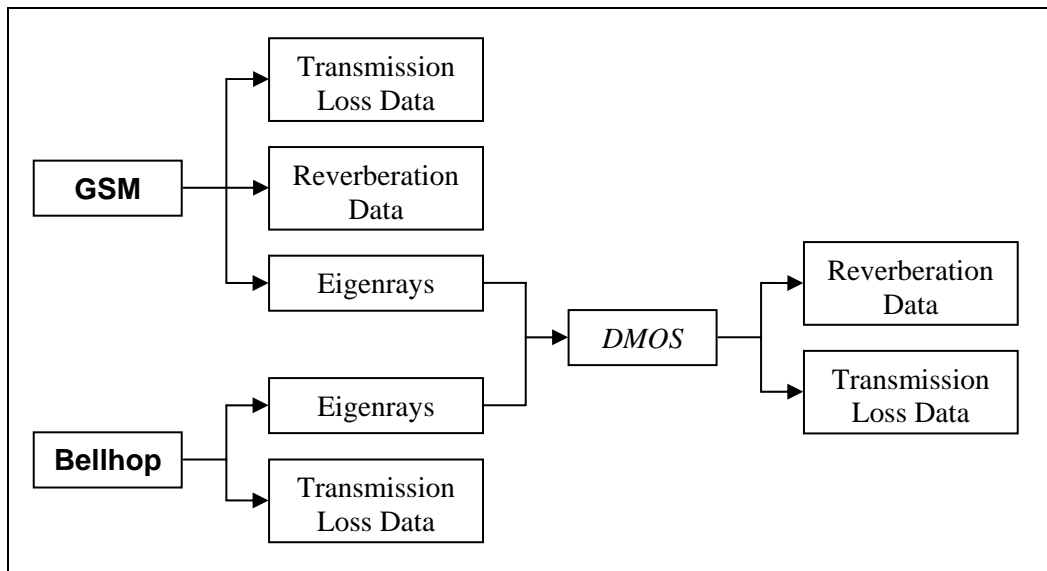 Transmission
Loss Data
GSM
Reverberation
Data
Eigenrays
Reverberation
Data
DMOS
Eigenrays
Transmission
Loss Data
Bellhop
Transmission
Loss Data